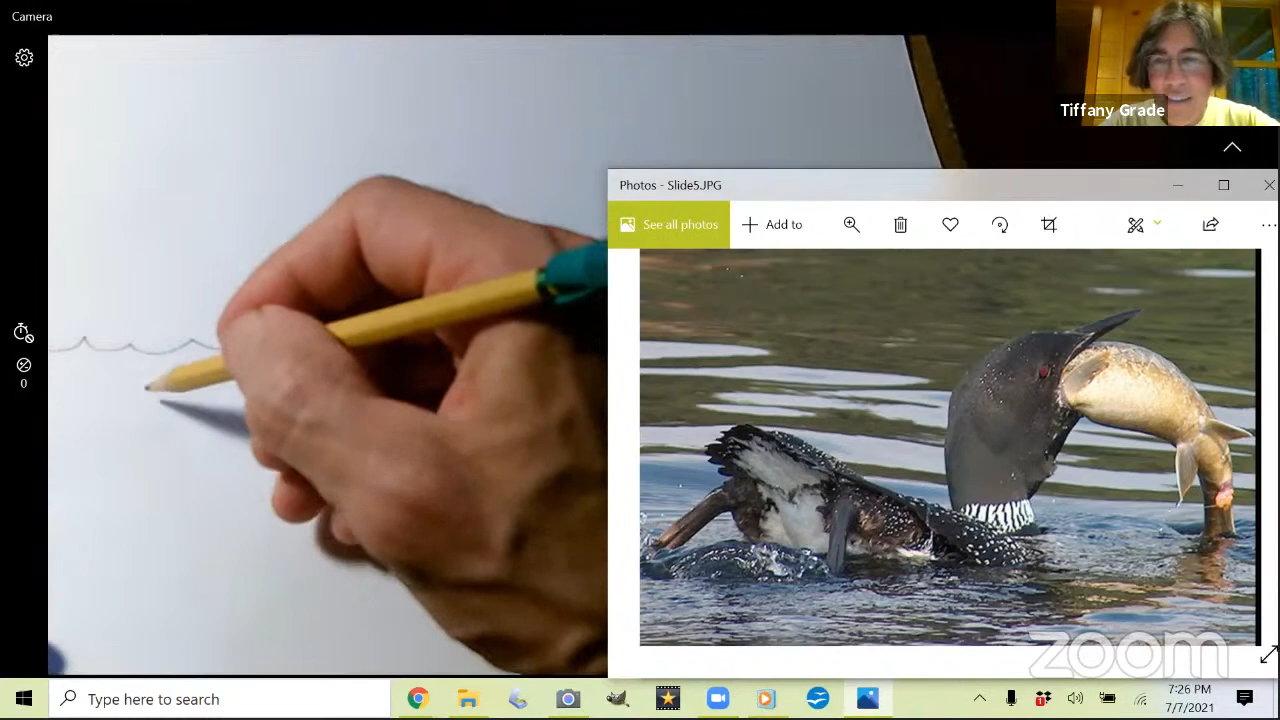 Camera
Tiffany Grade
Photos - Slide5.JPG
See all photos
Add to
0
zoom
Type here to search
1
7:26 PM
7/7/2021